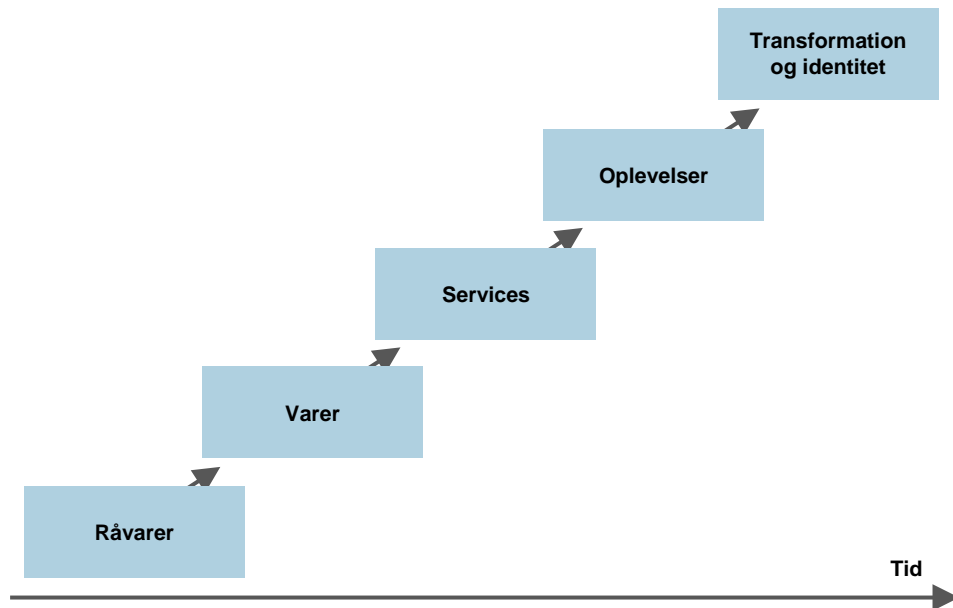 Transformation
og identitet
Oplevelser
Services
Varer
Råvarer
Tid